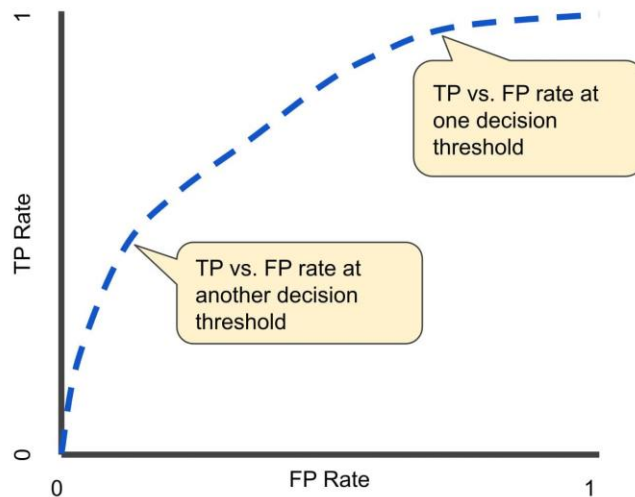 1
TP Rate
0
TP vs. FP rate at
one decision
threshold
TP vs. FP rate at
another decision
threshold
0
FP Rate
1